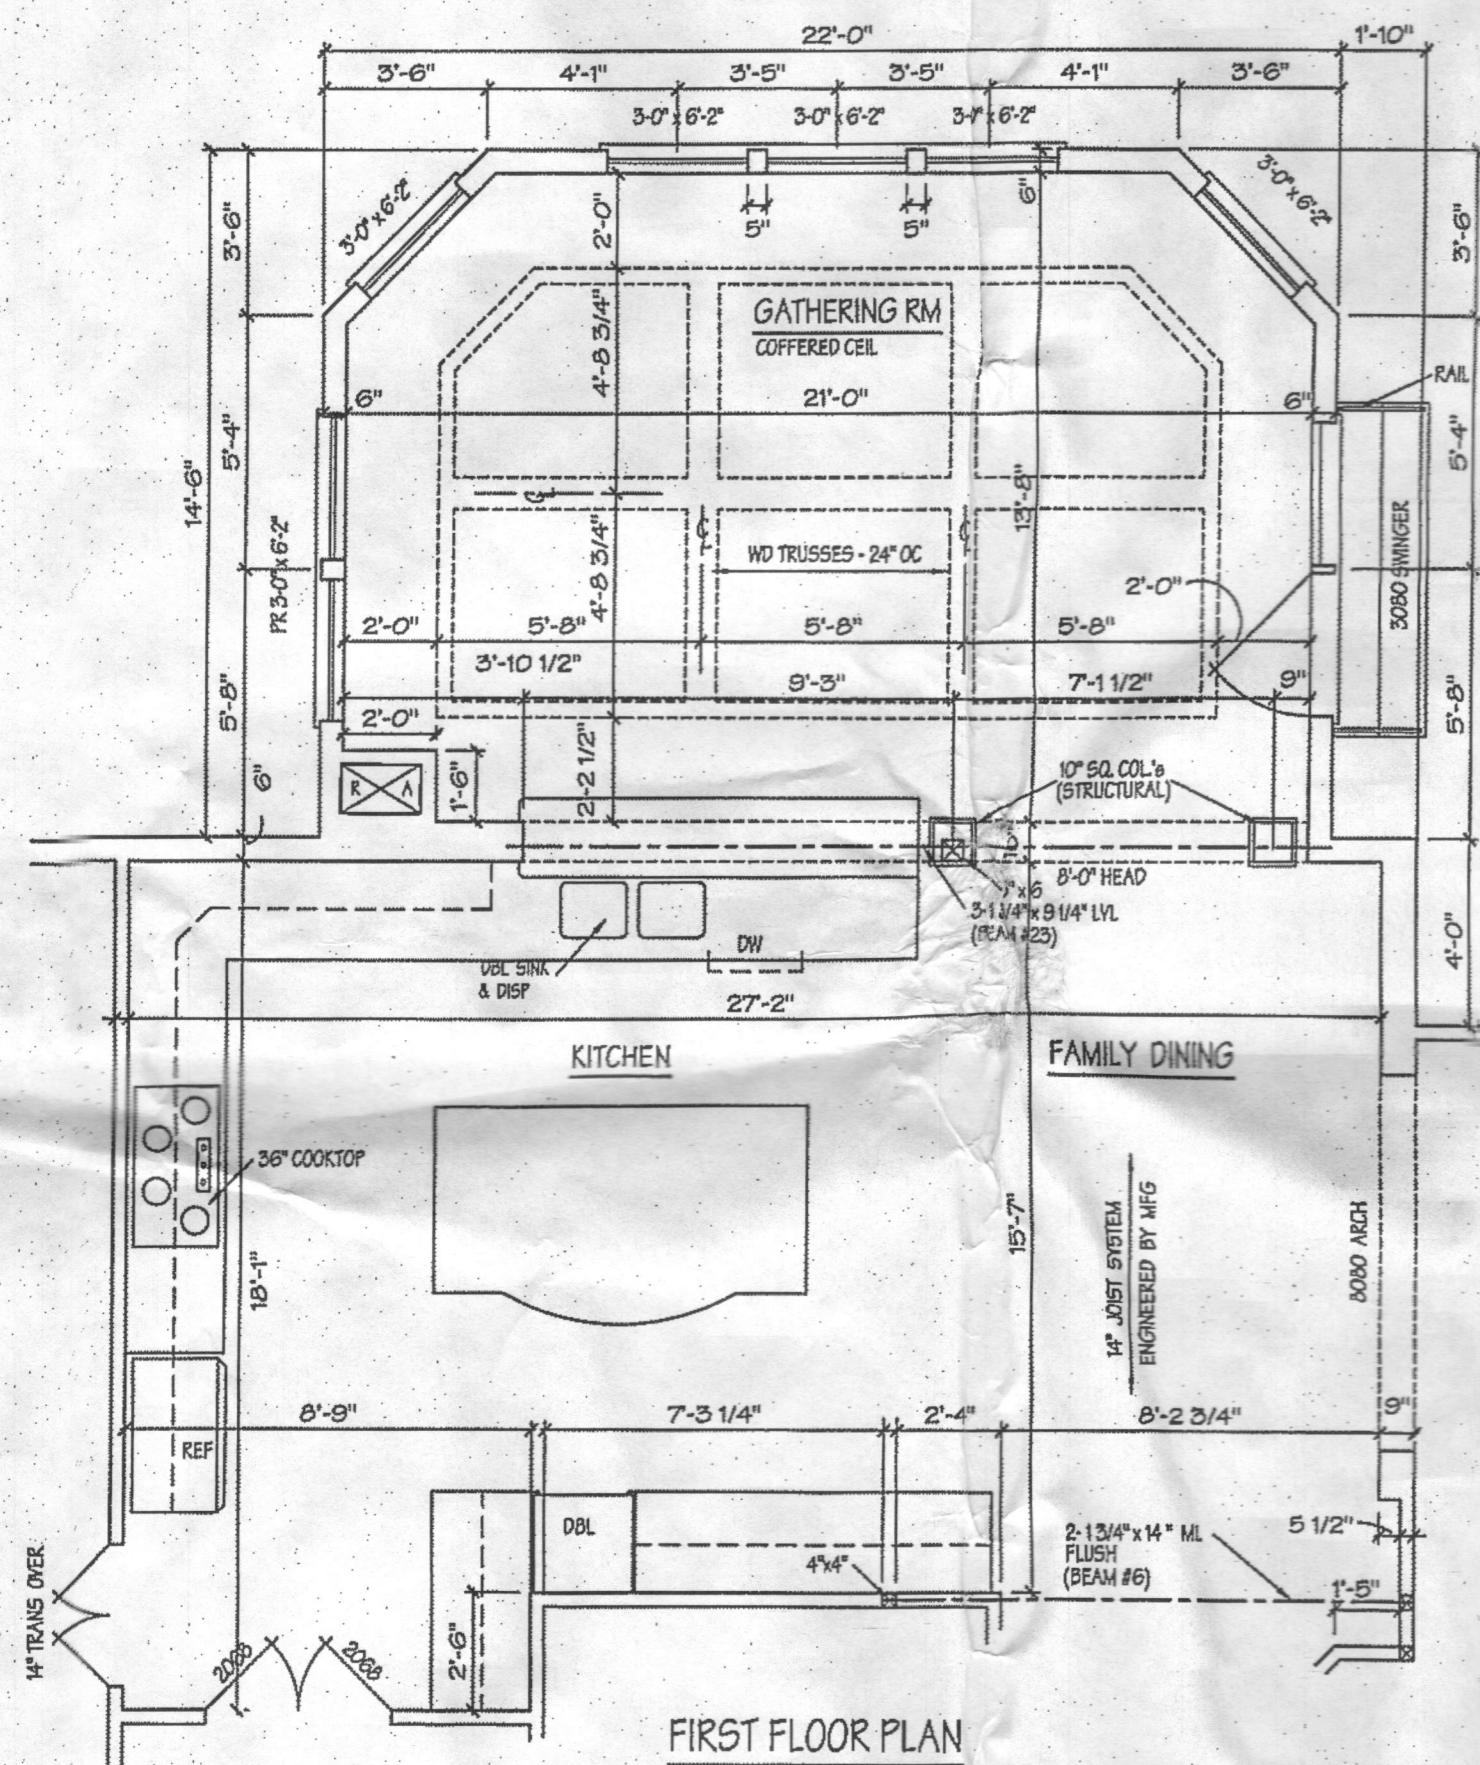 22'-0"
1'-10"
3'-6"
4'-1"
3'-5"
3'-5"
4'-1"
3'-6"
3-0" x 6'-2"
3-0" x 6'-2"
6'-2"
3'-0" x 6'-2"
3'-0" x 6'-2"
5"
5"
6"
3'-6"
3'-6"
2'-0"
GATHERING RM
COFFERED CEIL
4'-8 3/4"
RAIL
6"
21'-0"
6"
5'-4"
5'-4"
14'-6"
13'-8"
3080 SWINGER
PR 3-0" x 6'-2"
WD TRUSSES - 24" OC
4'-8 3/4"
2'-0"
2'-0"
5'-8"
5'-8"
5'-8"
3'-10 1/2"
9'-3"
7'-1 1/2"
9"
5'-8"
5'-8"
2'-0"
6"
R A
1'-6"
2'-2 1/2"
10" SQ. COL's
(STRUCTURAL)
10"
8'-0" HEAD
x 6
3-1 3/4" x 9 1/4" LVL
(BEAM #23)
DW
DBL SINK
& DISP
4'-0"
27'-2"
KITCHEN
FAMILY DINING
36" COOKTOP
18'-1"
15'-7"
14" JOIST SYSTEM
ENGINEERED BY MFG
8080 ARCH
8'-9"
7'-3 1/4"
2'-4"
8'-2 3/4"
9"
REF
DBL
4"x4"
2- 1 3/4" x 14" ML
FLUSH
(BEAM #6)
5 1/2"
1'-5"
14" TRANS OVER
2068
2068
2'-6"
FIRST FLOOR PLAN